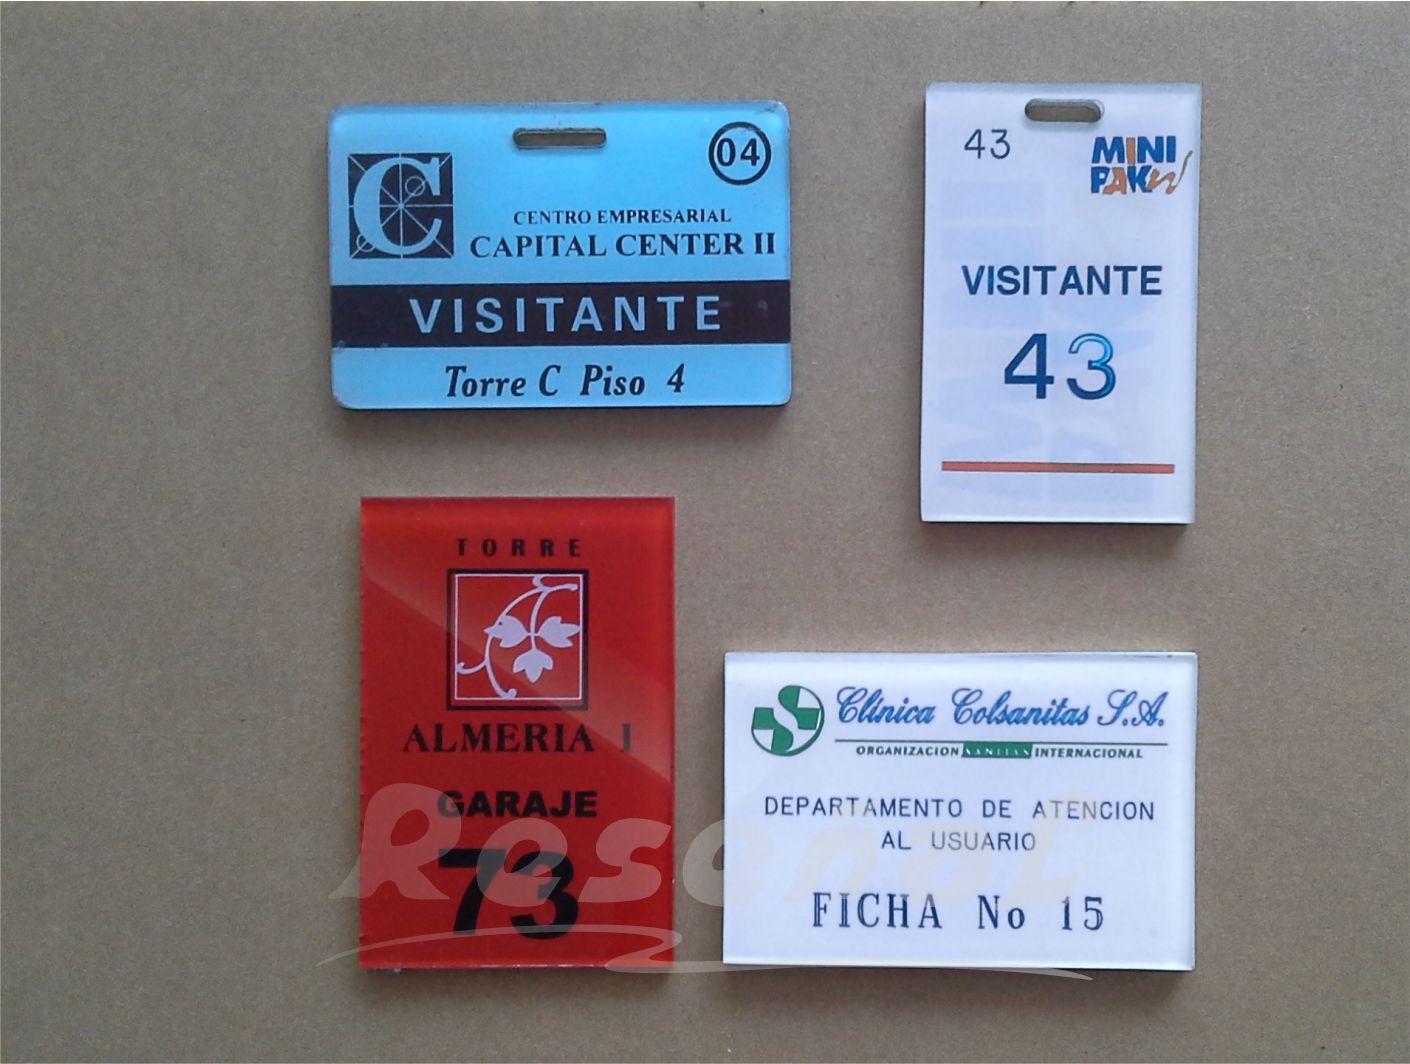 04
C
CENTRO EMPRESARIAL
CAPITAL CENTER II
VISITANTE
Torre C Piso 4
43
MINI
PAK
VISITANTE
43
TORRE
ALMERIA I
GARAJE
73
Clínica Colsanitas S.A.
ORGANIZACION SANITAS INTERNACIONAL
DEPARTAMENTO DE ATENCION
AL USUARIO
FICHA No 15